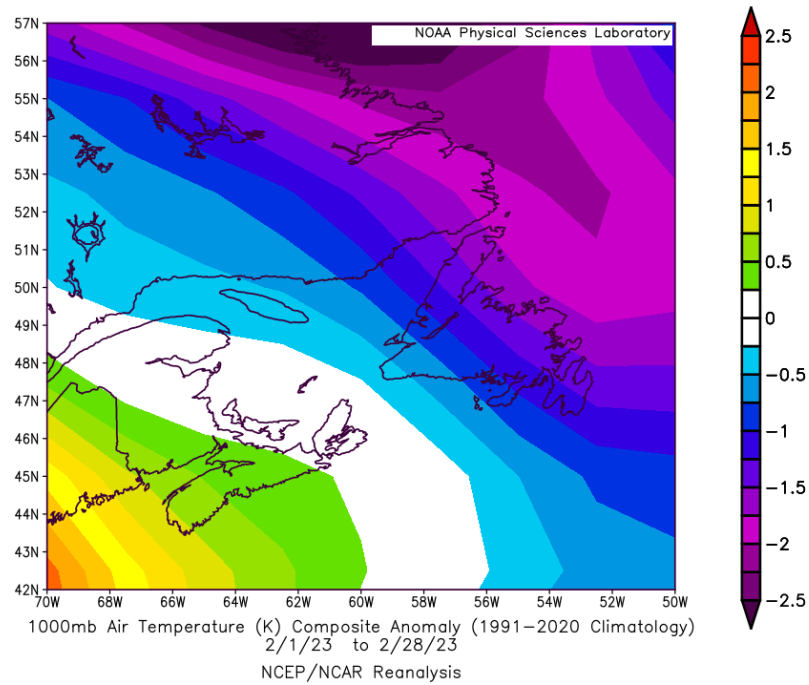 NOAA Physical Sciences Laboratory
57N
56N
55N
54N
53N
52N
51N
50N
49N
48N
47N
46N
45N
44N
43N
42N
70W 68W 66W 64W 62W 60W 58W 56W 54W 52W 50W
2.5
2
1.5
1
0.5
0
-0.5
-1
-1.5
-2
-2.5
1000mb Air Temperature (K) Composite Anomaly (1991-2020 Climatology)
2/1/23 to 2/28/23
NCEP/NCAR Reanalysis